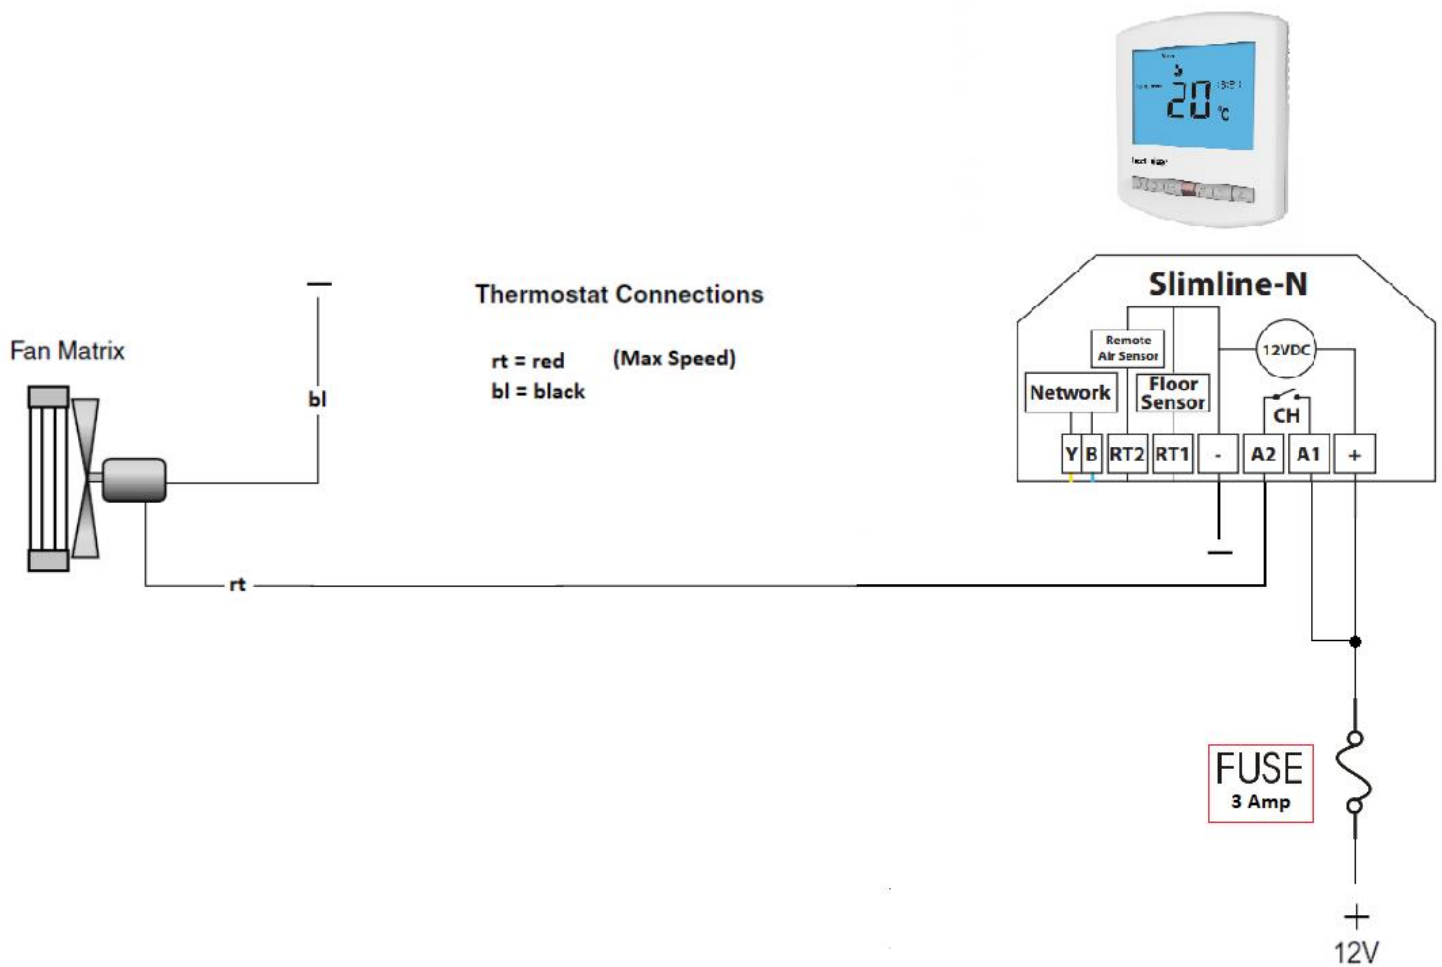 20 °C
Slimline-N
Thermostat Connections
Fan Matrix
rt = red (Max Speed)
bl = black
bl
Remote
Air Sensor
12VDC
Network
Floor
Sensor
CH
Y B RT2 RT1 - A2 A1 +
—
—
rt
FUSE
3 Amp
+
12V